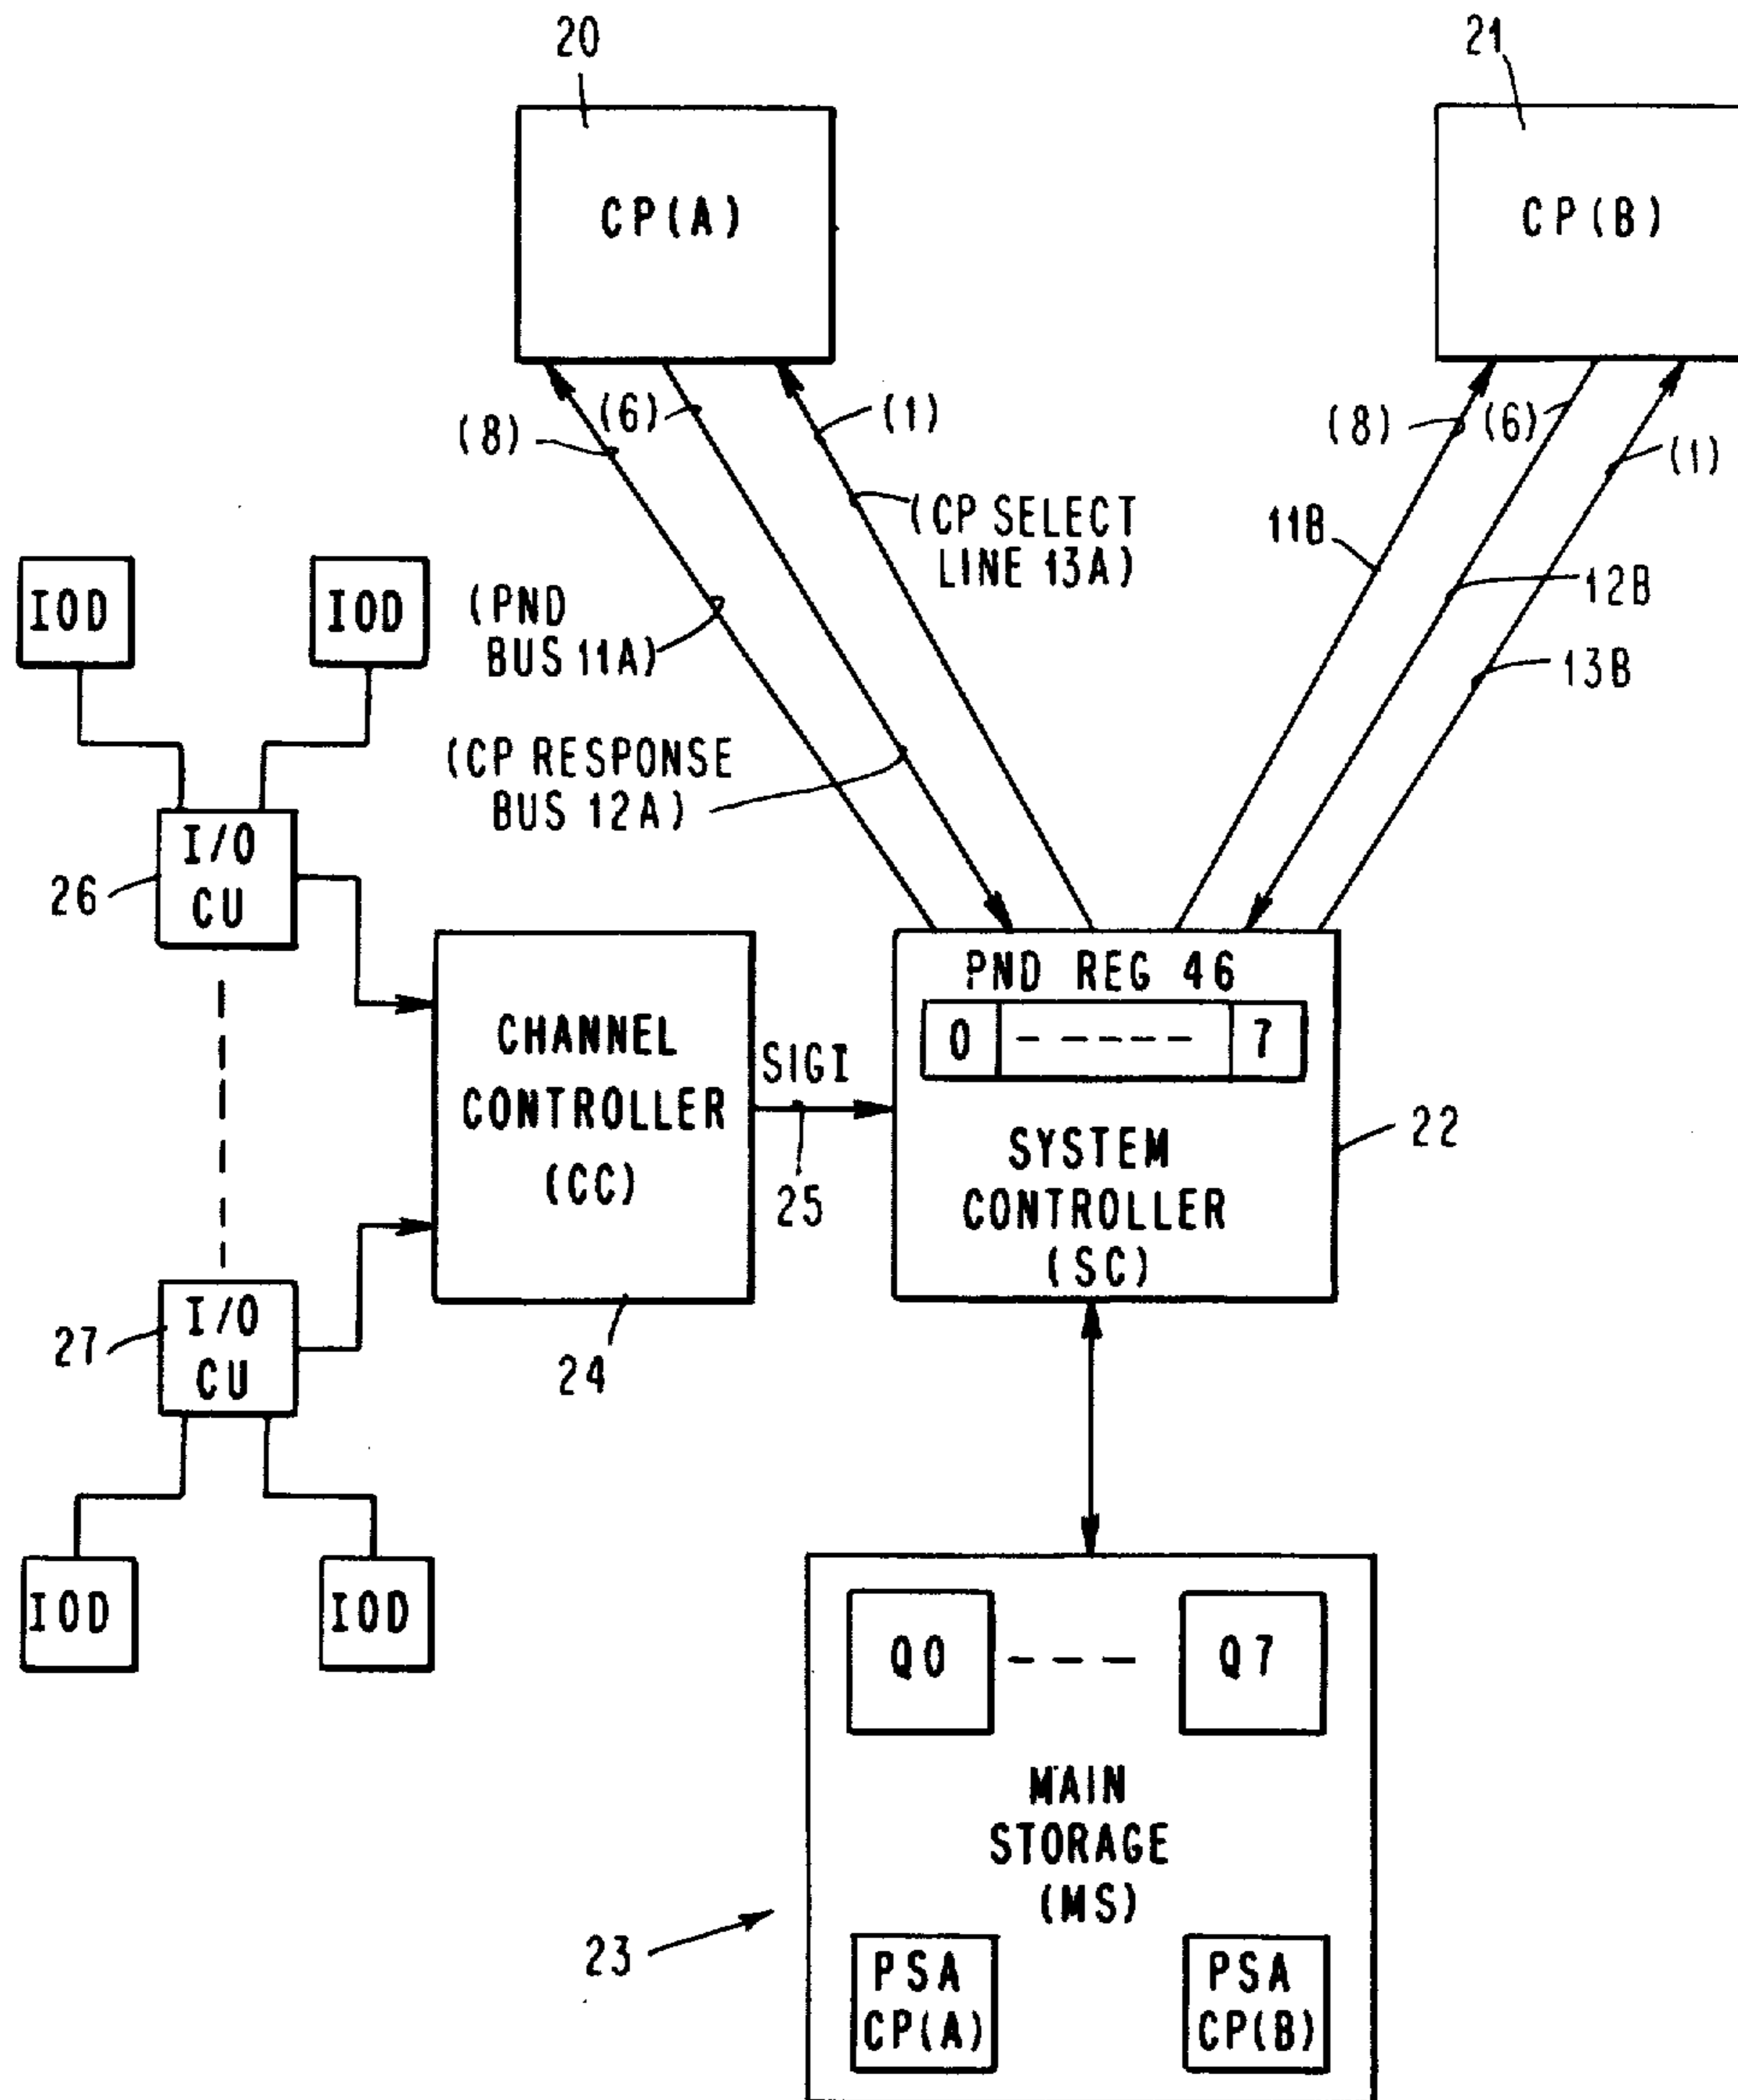 20
21
CP(A)
CP(B)
(8)
(6)
(1)
(8)
(6)
(1)
(CP SELECT
LINE 13A)
11B
12B
13B
IOD
IOD
(PND
BUS 11A)
(CP RESPONSE
BUS 12A)
I/O
CU
26
PND REG 46
0 ----- 7
CHANNEL
CONTROLLER
(CC)
SIGI
25
SYSTEM
CONTROLLER
(SC)
22
24
I/O
CU
27
IOD
IOD
Q0 --- Q7
MAIN
STORAGE
(MS)
23
PSA
CP(A)
PSA
CP(B)